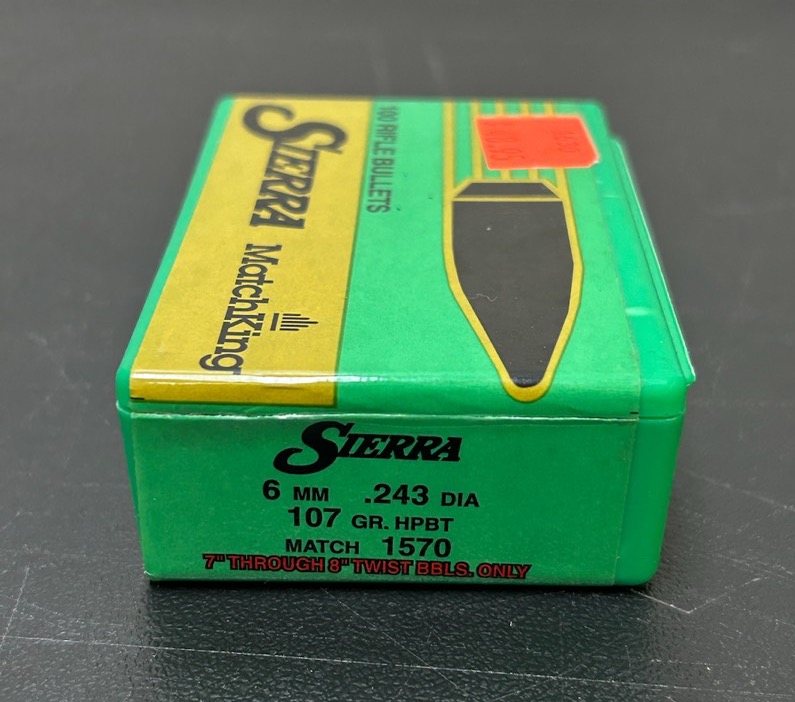 SIERRA MatchKing
100 RIFLE BULLETS
SIERRA
6 MM .243 DIA
107 GR. HPBT
MATCH 1570
7" THROUGH 8" TWIST BBLS. ONLY